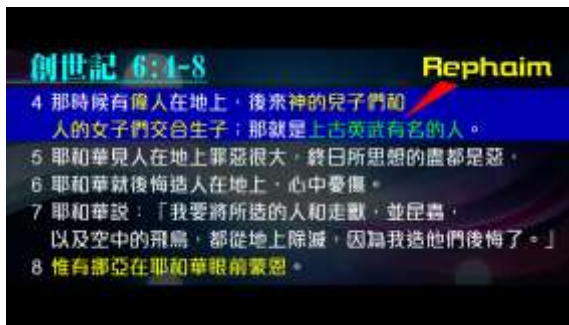 創世記 6:4-8
Rephaim
4 那時候有偉人在地上，後來神的兒子們和
人的女子們交合生子；那就是上古英武有名的人。
5 耶和華見人在地上罪惡很大，終日所思想的盡都是惡，
6 耶和華就後悔造人在地上，心中憂傷。
7 耶和華說：「我要將所造的人和走獸，並昆蟲，
以及空中的飛鳥，都從地上除滅，因為我造他們後悔了。」
8 惟有挪亞在耶和華眼前蒙恩。